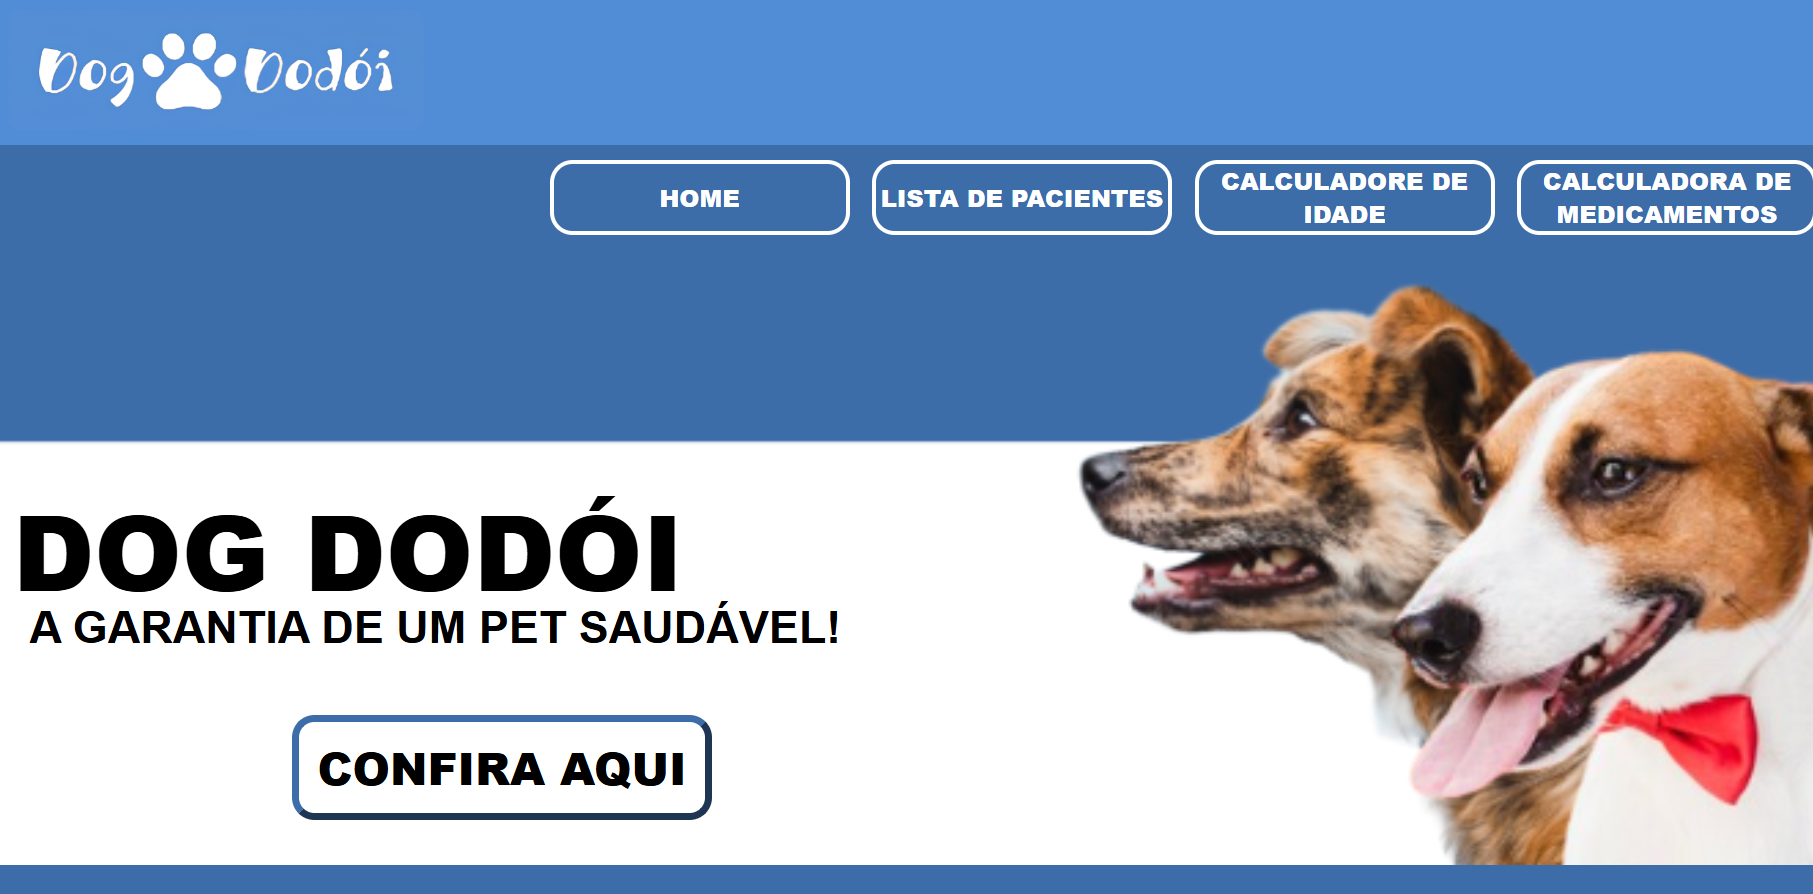 Dog Dodói
HOME
LISTA DE PACIENTES
CALCULADORE DE
IDADE
CALCULADORA DE
MEDICAMENTOS
DOG DODÓI
A GARANTIA DE UM PET SAUDÁVEL!
CONFIRA AQUI